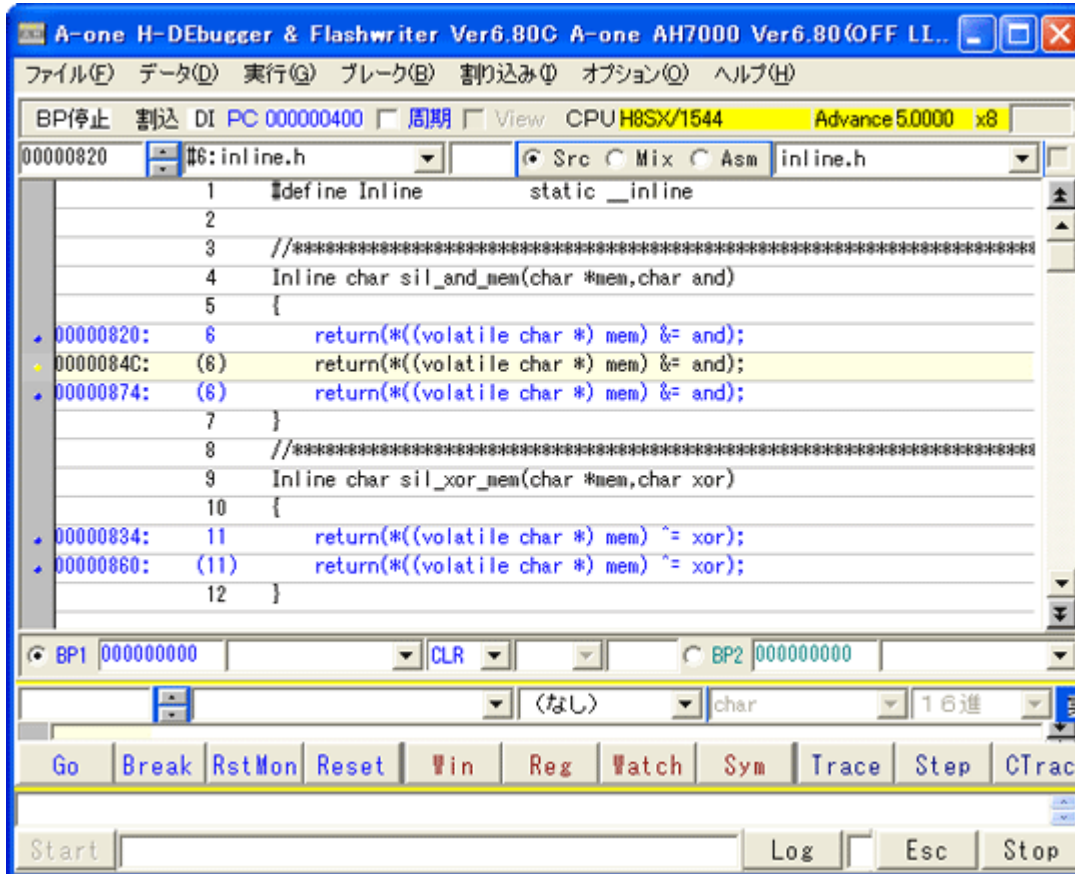 A-one H-DEbugger & Flashwriter Ver6.80C A-one AH7000 Ver6.80(OFF LI...
ファイル(F) データ(D) 実行(G) ブレーク(B) 割り込み(I) オプション(O) ヘルプ(H)
BP停止 割込 DI PC 000000400 周期 View CPU H8SX/1544 Advance 5.0000 x8
00000820 #6:inline.h Src Mix Asm inline.h
1 #define Inline static __inline
2
3 //**********************************************************************
4 Inline char sil_and_mem(char *mem,char and)
5 {
00000820: 6 return(*((volatile char *) mem) &= and);
0000084C: (6) return(*((volatile char *) mem) &= and);
00000874: (6) return(*((volatile char *) mem) &= and);
7 }
8 //**********************************************************************
9 Inline char sil_xor_mem(char *mem,char xor)
10 {
00000834: 11 return(*((volatile char *) mem) ^= xor);
00000860: (11) return(*((volatile char *) mem) ^= xor);
12 }
BP1 000000000 CLR BP2 000000000
(なし) char 16進
Go Break RstMon Reset Win Reg Watch Sym Trace Step CTrac
Start Log Esc Stop